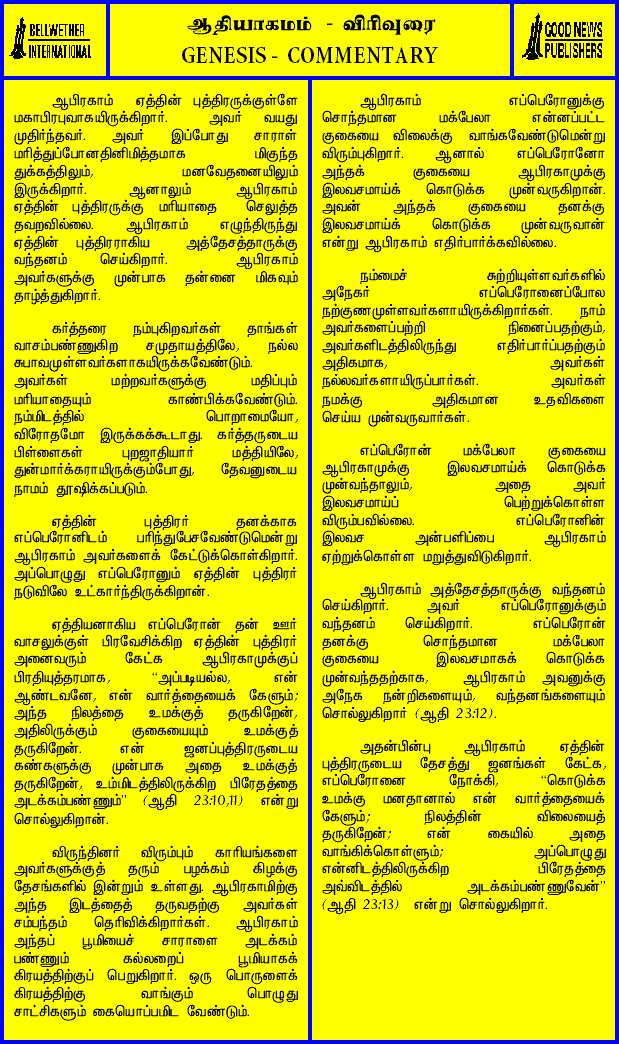 BELLWETHER
INTERNATIONAL
ஆதியாகமம் - விரிவுரை
GENESIS - COMMENTARY
GOOD NEWS
PUBLISHERS
ஆபிரகாம் ஏத்தின் புத்திரருக்குள்ளே
மகாபிரபுவாகயிருக்கிறார். அவர் வயது
முதிர்ந்தவர். அவர் இப்போது சாராள்
மரித்துப்போனதினிமித்தமாக மிகுந்த
துக்கத்திலும், மனவேதனையிலும்
இருக்கிறார். ஆனாலும் ஆபிரகாம்
ஏத்தின் புத்திரருக்கு மரியாதை செலுத்த
தவறவில்லை. ஆபிரகாம் எழுந்திருந்து
ஏத்தின் புத்திரராகிய அத்தேசத்தாருக்கு
வந்தனம் செய்கிறார். ஆபிரகாம்
அவர்களுக்கு முன்பாக தன்னை மிகவும்
தாழ்த்துகிறார்.
கர்த்தரை நம்புகிறவர்கள் தாங்கள்
வாசம்பண்ணுகிற சமுதாயத்திலே, நல்ல
சுபாவமுள்ளவர்களாகயிருக்கவேண்டும்.
அவர்கள் மற்றவர்களுக்கு மதிப்பும்
மரியாதையும் காண்பிக்கவேண்டும்.
நம்மிடத்தில் பொறாமையோ,
விரோதமோ இருக்கக்கூடாது. கர்த்தருடைய
பிள்ளைகள் புறஜாதியார் மத்தியிலே,
துன்மார்க்கராயிருக்கும்போது, தேவனுடைய
நாமம் தூஷிக்கப்படும்.
ஏத்தின் புத்திரர் தனக்காக
எப்பெரோனிடம் பரிந்துபேசவேண்டுமென்று
ஆபிரகாம் அவர்களைக் கேட்டுக்கொள்கிறார்.
அப்பொழுது எப்பெரோனும் ஏத்தின் புத்திரர்
நடுவிலே உட்கார்ந்திருக்கிறான்.
ஏத்தியனாகிய எப்பெரோன் தன் ஊர்
வாசலுக்குள் பிரவேசிக்கிற ஏத்தின் புத்திரர்
அனைவரும் கேட்க ஆபிரகாமுக்குப்
பிரதியுத்தரமாக, “அப்படியல்ல, என்
ஆண்டவனே, என் வார்த்தையைக் கேளும்;
அந்த நிலத்தை உமக்குத் தருகிறேன்,
அதிலிருக்கும் குகையையும் உமக்குத்
தருகிறேன். என் ஜனப்புத்திரருடைய
கண்களுக்கு முன்பாக அதை உமக்குத்
தருகிறேன், உம்மிடத்திலிருக்கிற பிரேதத்தை
அடக்கம்பண்ணும்” (ஆதி 23:10,11) என்று
சொல்லுகிறான்.
விருந்தினர் விரும்பும் காரியங்களை
அவர்களுக்குத் தரும் பழக்கம் கிழக்கு
தேசங்களில் இன்றும் உள்ளது. ஆபிரகாமிற்கு
அந்த இடத்தைத் தருவதற்கு அவர்கள்
சம்பந்தம் தெரிவிக்கிறார்கள். ஆபிரகாம்
அந்தப் பூமியைச் சாராளை அடக்கம்
பண்ணும் கல்லறைப் பூமியாகக்
கிரயத்திற்குப் பெறுகிறார். ஒரு பொருளைக்
கிரயத்திற்கு வாங்கும் பொழுது
சாட்சிகளும் கையொப்பமிட வேண்டும்.
ஆபிரகாம் எப்பெரோனுக்கு
சொந்தமான மக்பேலா என்னப்பட்ட
குகையை விலைக்கு வாங்கவேண்டுமென்று
விரும்புகிறார். ஆனால் எப்பெரோனோ
அந்தக் குகையை ஆபிரகாமுக்கு
இலவசமாய்க் கொடுக்க முன்வருகிறான்.
அவன் அந்தக் குகையை தனக்கு
இலவசமாய்க் கொடுக்க முன்வருவான்
என்று ஆபிரகாம் எதிர்பார்க்கவில்லை.
நம்மைச் சுற்றியுள்ளவர்களில்
அநேகர் எப்பெரோனைப்போல
நற்குணமுள்ளவர்களாயிருக்கிறார்கள். நாம்
அவர்களைப்பற்றி நினைப்பதற்கும்,
அவர்களிடத்திலிருந்து எதிர்பார்ப்பதற்கும்
அதிகமாக, அவர்கள்
நல்லவர்களாயிருப்பார்கள். அவர்கள்
நமக்கு அதிகமான உதவிகளை
செய்ய முன்வருவார்கள்.
எப்பெரோன் மக்பேலா குகையை
ஆபிரகாமுக்கு இலவசமாய்க் கொடுக்க
முன்வந்தாலும், அதை அவர்
இலவசமாய்ப் பெற்றுக்கொள்ள
விரும்பவில்லை. எப்பெரோனின்
இலவச அன்பளிப்பை ஆபிரகாம்
ஏற்றுக்கொள்ள மறுத்துவிடுகிறார்.
ஆபிரகாம் அத்தேசத்தாருக்கு வந்தனம்
செய்கிறார். அவர் எப்பெரோனுக்கும்
வந்தனம் செய்கிறார். எப்பெரோன்
தனக்கு சொந்தமான மக்பேலா
குகையை இலவசமாகக் கொடுக்க
முன்வந்ததற்காக, ஆபிரகாம் அவனுக்கு
அநேக நன்றிகளையும், வந்தனங்களையும்
சொல்லுகிறார் (ஆதி 23:12).
அதன்பின்பு ஆபிரகாம் ஏத்தின்
புத்திரருடைய தேசத்து ஜனங்கள் கேட்க,
எப்பெரோனை நோக்கி, “கொடுக்க
உமக்கு மனதானால் என் வார்த்தையைக்
கேளும்; நிலத்தின் விலையைத்
தருகிறேன்; என் கையில் அதை
வாங்கிக்கொள்ளும்; அப்பொழுது
என்னிடத்திலிருக்கிற பிரேதத்தை
அவ்விடத்தில் அடக்கம்பண்ணுவேன்”
(ஆதி 23:13) என்று சொல்லுகிறார்.